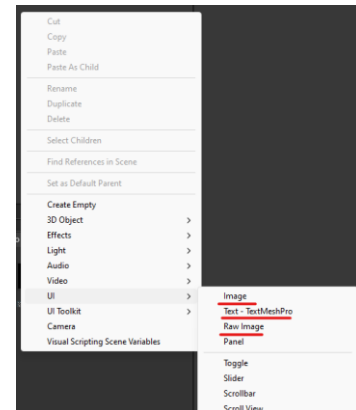 Cut
Copy
Paste
Paste As Child
Rename
Duplicate
Delete
Select Children
Find References in Scene
Set as Default Parent
Create Empty
3D Object
Effects
Light
Audio
Video
UI
UI Toolkit
Camera
Visual Scripting Scene Variables
Image
Text - TextMeshPro
Raw Image
Panel
Toggle
Slider
Scrollbar
Scroll View